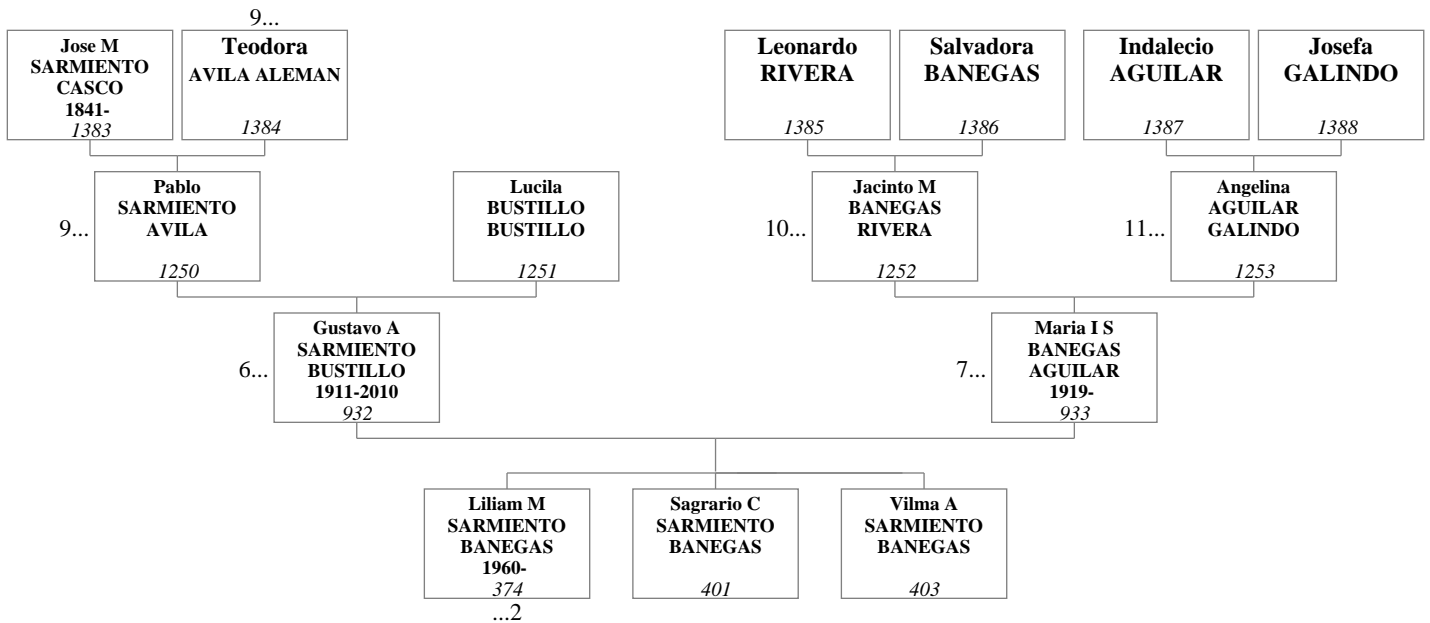 9...
Jose M
SARMIENTO
CASCO
1841-
1383
Teodora
AVILA ALEMAN
1384
Leonardo
RIVERA
1385
Salvadora
BANEGAS
1386
Indalecio
AGUILAR
1387
Josefa
GALINDO
1388
9...
Pablo
SARMIENTO
AVILA
1250
Lucila
BUSTILLO
BUSTILLO
1251
10...
Jacinto M
BANEGAS
RIVERA
1252
11...
Angelina
AGUILAR
GALINDO
1253
6...
Gustavo A
SARMIENTO
BUSTILLO
1911-2010
932
7...
Maria I S
BANEGAS
AGUILAR
1919-
933
Liliam M
SARMIENTO
BANEGAS
1960-
374
...2
Sagrario C
SARMIENTO
BANEGAS
401
Vilma A
SARMIENTO
BANEGAS
403